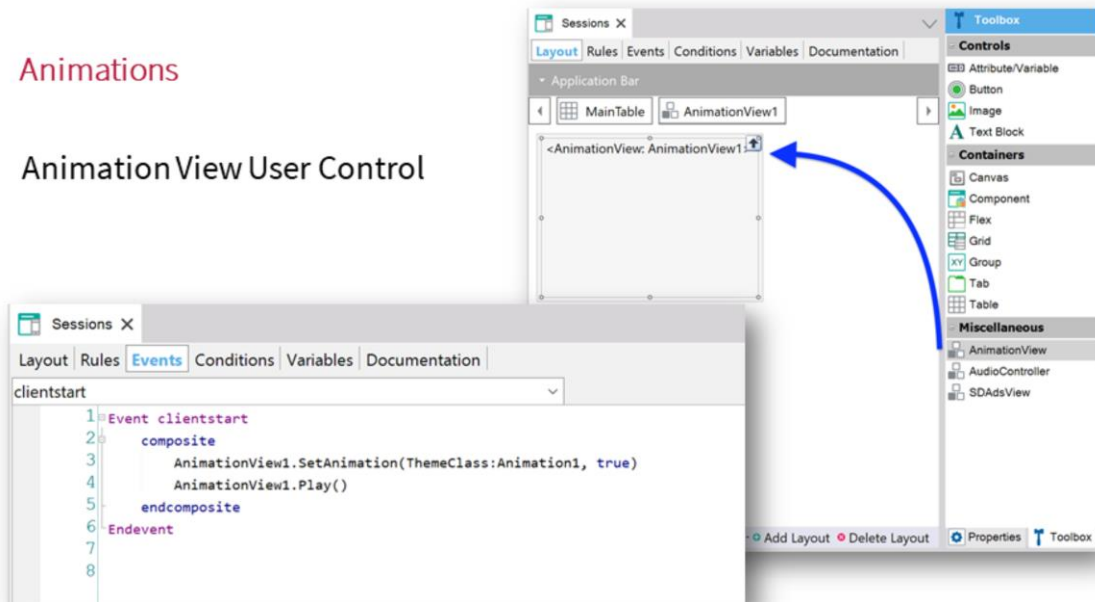 Animations
Animation View User Control
Sessions X
Layout Rules Events Conditions Variables Documentation
Application Bar
MainTable AnimationView1
<AnimationView: AnimationView1>
Toolbox
Controls
Attribute/Variable
Button
Image
A Text Block
Containers
Canvas
Component
Flex
Grid
XY Group
Tab
Table
Miscellaneous
AnimationView
AudioController
SDAdsView
Add Layout Delete Layout
Properties Toolbox
Sessions X
Layout Rules Events Conditions Variables Documentation
clientstart
1 Event clientstart
2 composite
3 AnimationView1.SetAnimation(ThemeClass:Animation1, true)
4 AnimationView1.Play()
5 endcomposite
6 Endevent
7
8